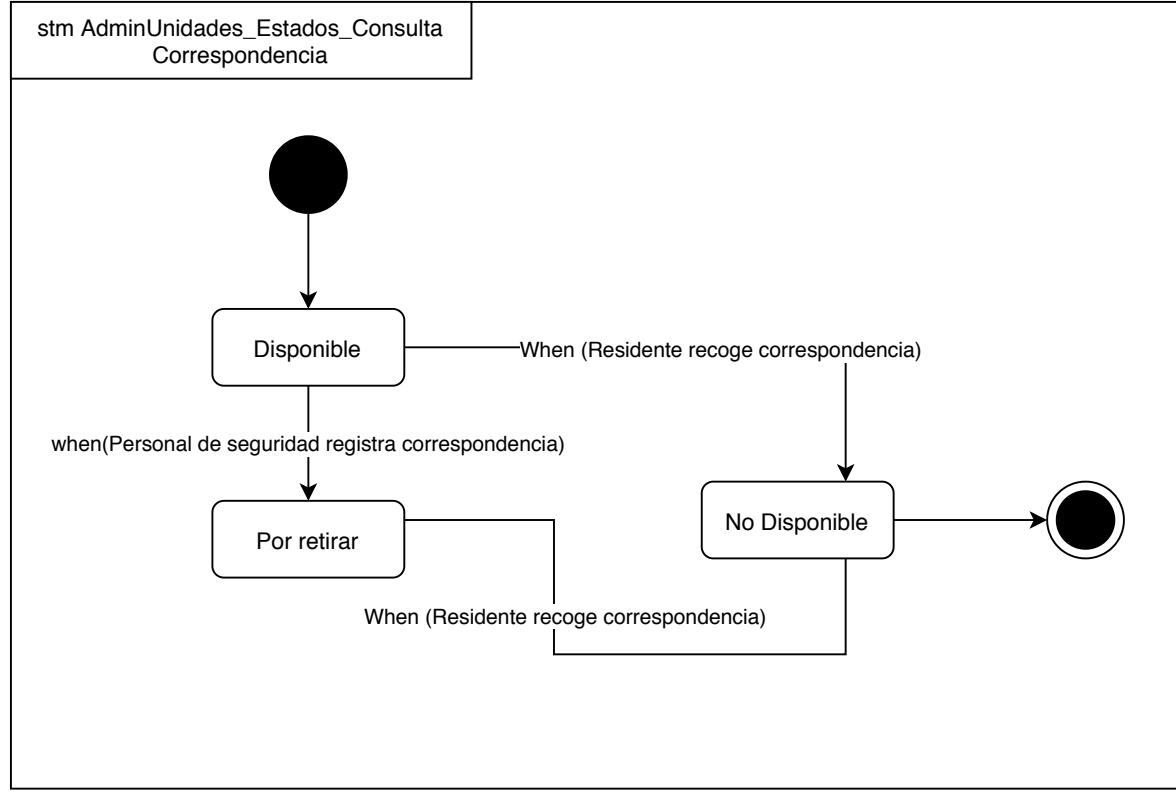 stm AdminUnidades_Estados_Consulta
Correspondencia
Disponible
When (Residente recoge correspondencia)
when(Personal de seguridad registra correspondencia)
No Disponible
Por retirar
When (Residente recoge correspondencia)